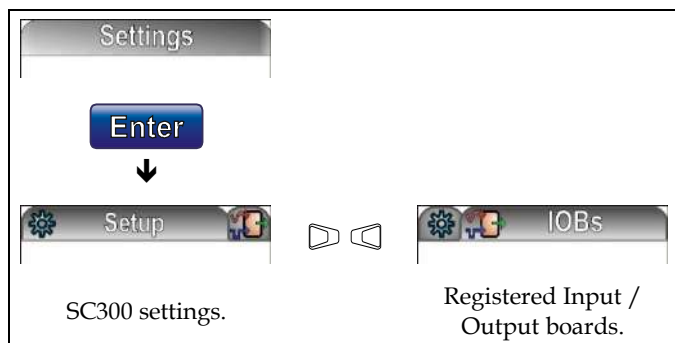 Settings
Enter
Setup
IOBs
SC300 settings.
Registered Input /
Output boards.